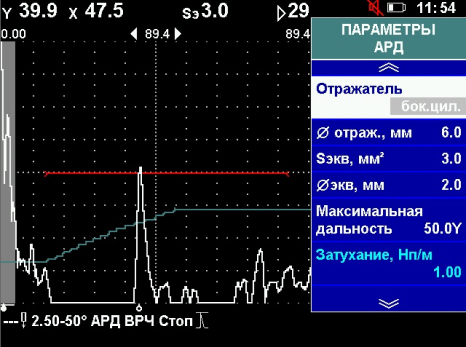 Y 39.9 X 47.5 Sэ3.0 ▷29 11:54
0.00 89.4 89.4
ПАРАМЕТРЫ
АРД
Отражатель
бок.цил.
Ø отраж., мм 6.0
Sэкв, мм² 3.0
Øэкв, мм 2.0
Максимальная
дальность 50.0Y
Затухание, Нп/м
1.00
--- 2.50-50° АРД ВРЧ Стоп